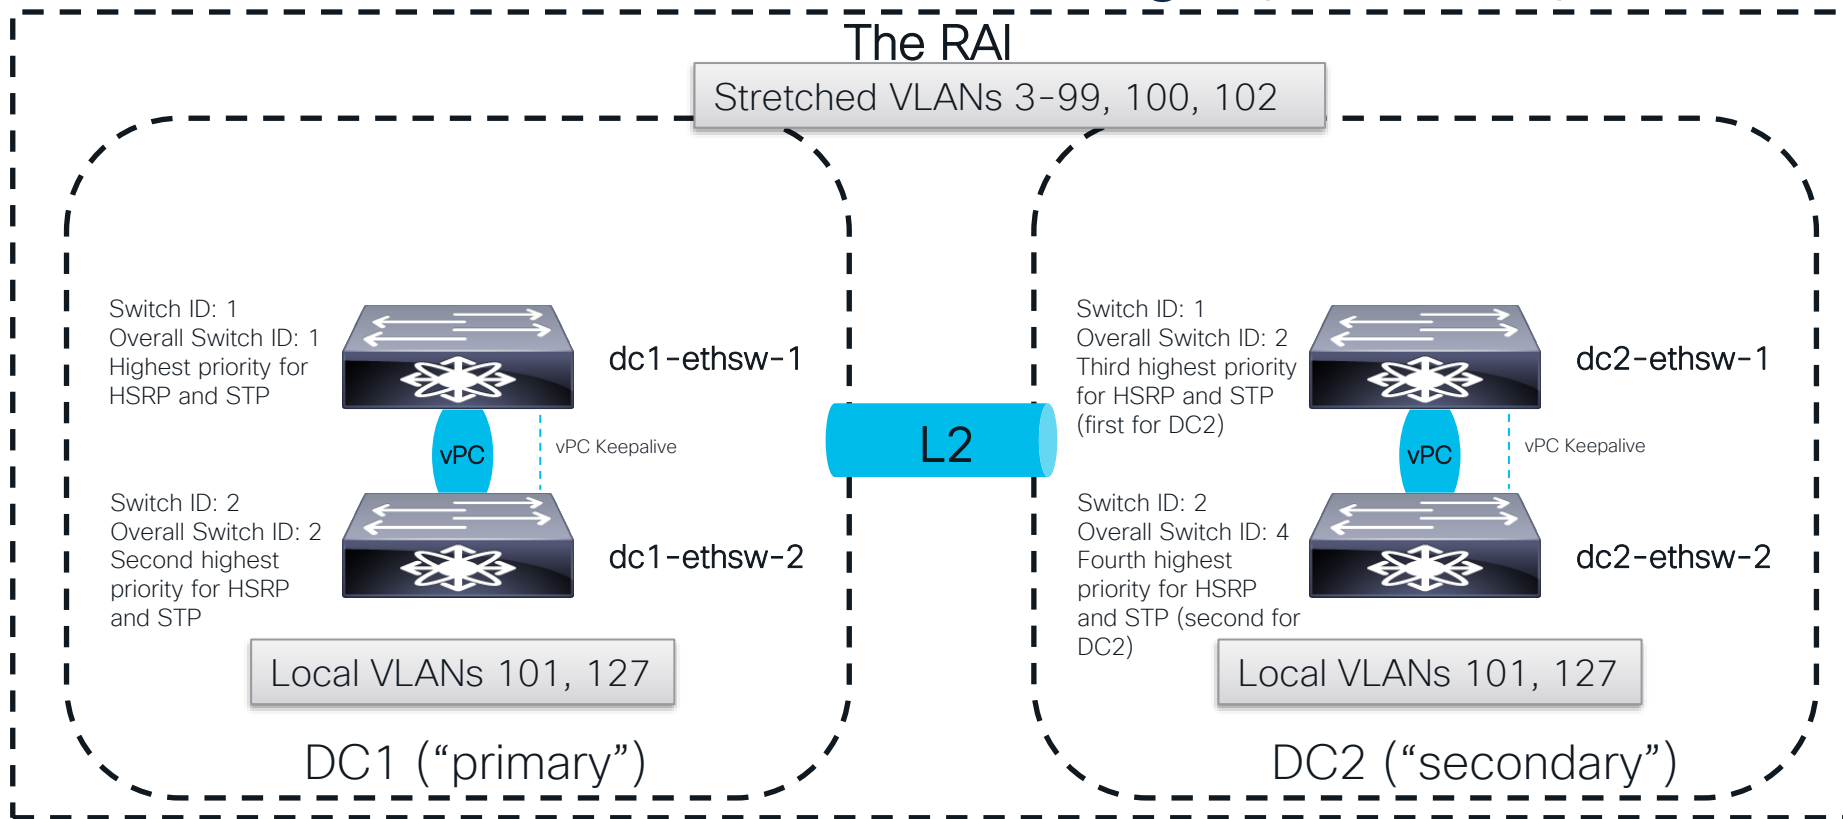 The RAI
Stretched VLANs 3-99, 100, 102
Switch ID: 1
Overall Switch ID: 1
Highest priority for
HSRP and STP
dc1-ethsw-1
vPC
vPC Keepalive
Switch ID: 2
Overall Switch ID: 2
Second highest
priority for HSRP
and STP
dc1-ethsw-2
Local VLANs 101, 127
DC1 (“primary”)
L2
Switch ID: 1
Overall Switch ID: 2
Third highest priority
for HSRP and STP
(first for DC2)
dc2-ethsw-1
vPC
vPC Keepalive
Switch ID: 2
Overall Switch ID: 4
Fourth highest
priority for HSRP
and STP (second for
DC2)
dc2-ethsw-2
Local VLANs 101, 127
DC2 (“secondary”)